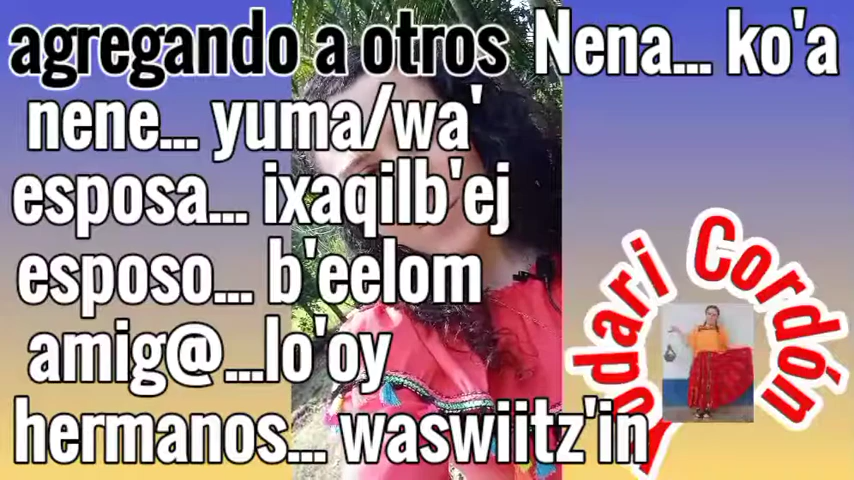 agregando a otros Nena... ko'a
nene... yuma/wa'
esposa... ixaqilb'ej
esposo... b'eelom
amig@...lo'oy
hermanos... waswiitz'in
Cordón